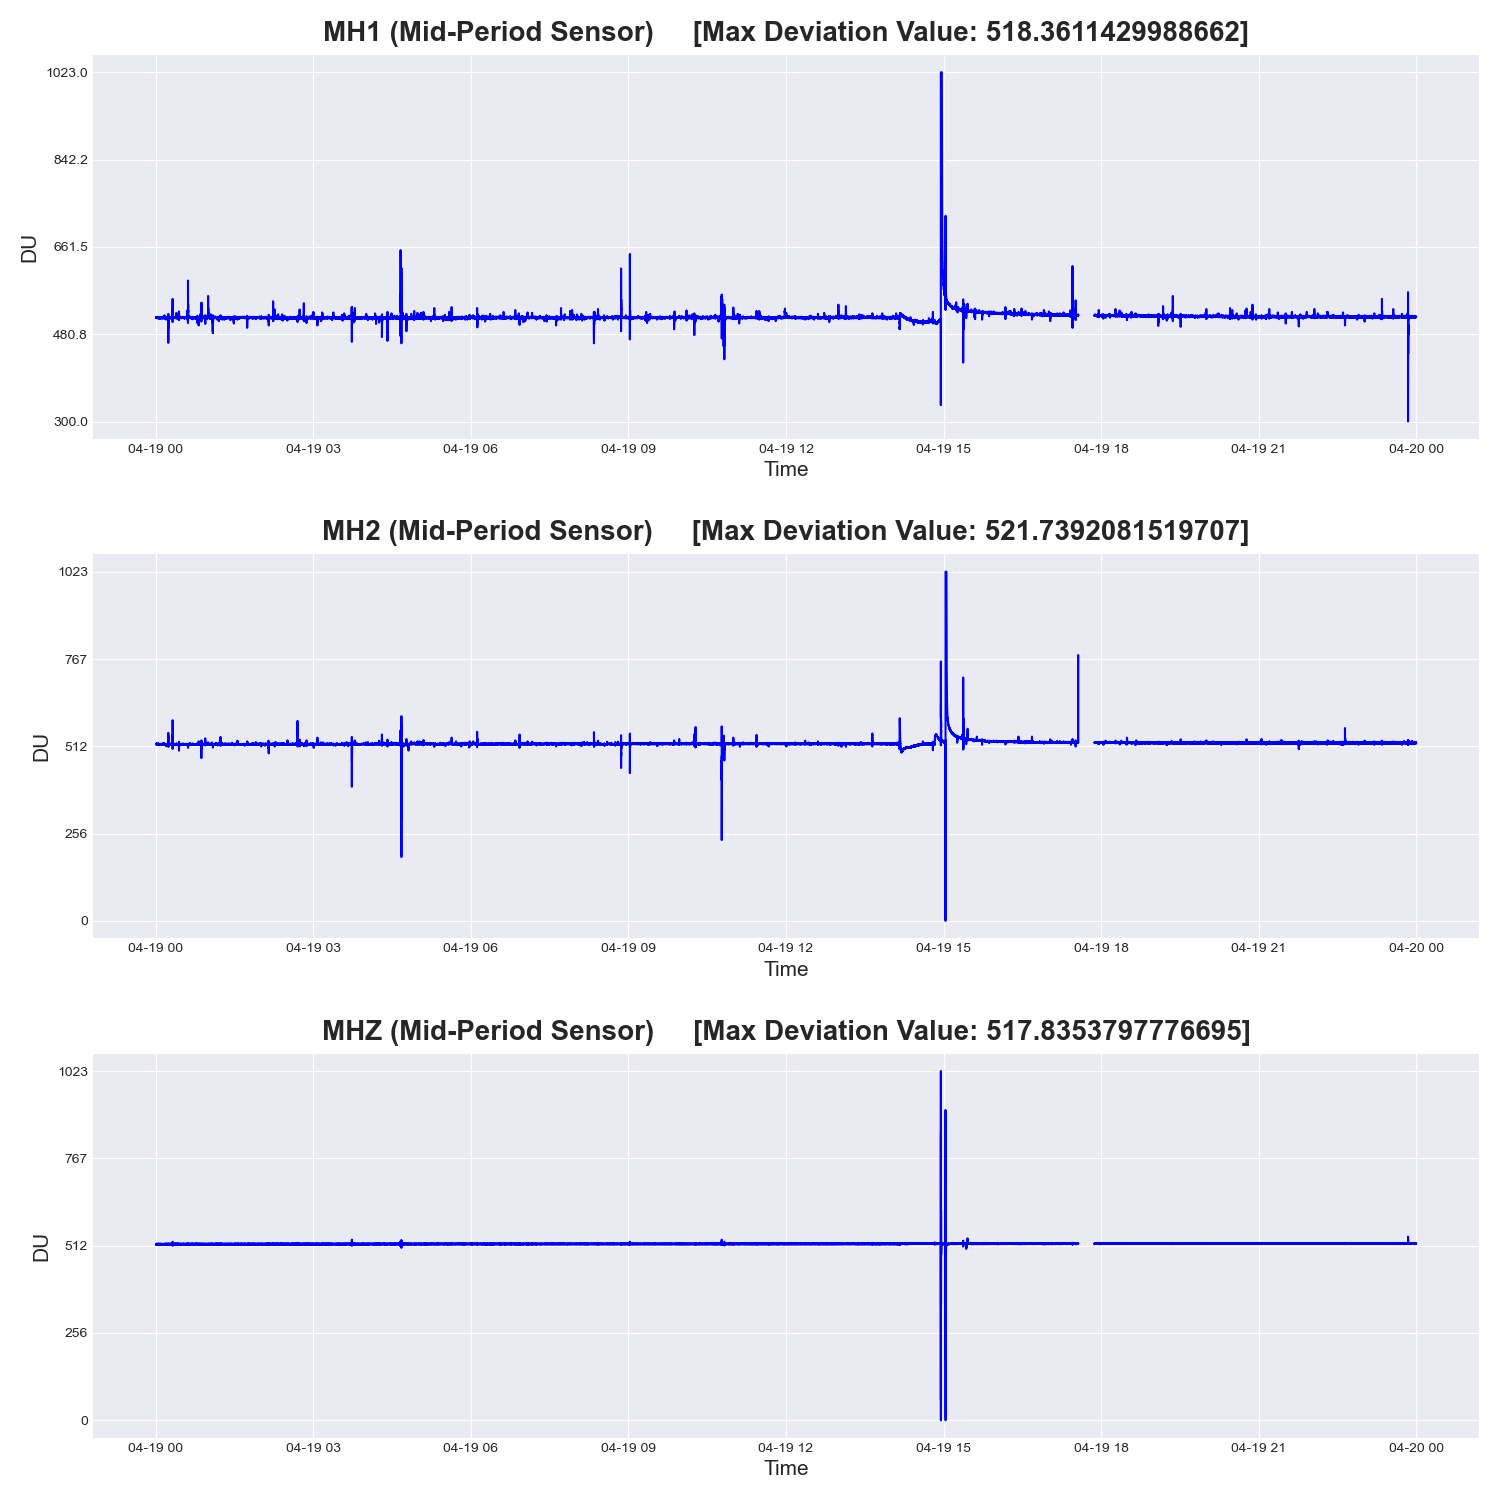 MH1 (Mid-Period Sensor) [Max Deviation Value: 518.3611429988662]
1023.0
842.2
661.5
480.8
300.0
DU
04-19 00 04-19 03 04-19 06 04-19 09 04-19 12 04-19 15 04-19 18 04-19 21 04-20 00
Time
MH2 (Mid-Period Sensor) [Max Deviation Value: 521.7392081519707]
1023
767
512
256
0
DU
04-19 00 04-19 03 04-19 06 04-19 09 04-19 12 04-19 15 04-19 18 04-19 21 04-20 00
Time
MHZ (Mid-Period Sensor) [Max Deviation Value: 517.8353797776695]
1023
767
512
256
0
DU
04-19 00 04-19 03 04-19 06 04-19 09 04-19 12 04-19 15 04-19 18 04-19 21 04-20 00
Time